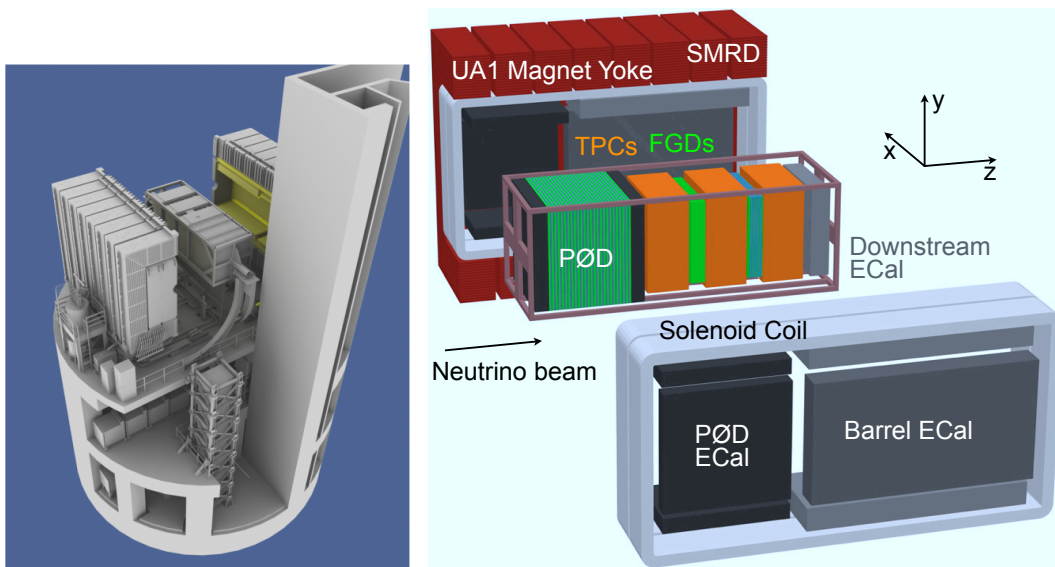 SMRD
UA1 Magnet Yoke
y
TPCs
FGDs
x
z
PØD
Downstream
ECal
Solenoid Coil
Neutrino beam
PØD
ECal
Barrel ECal